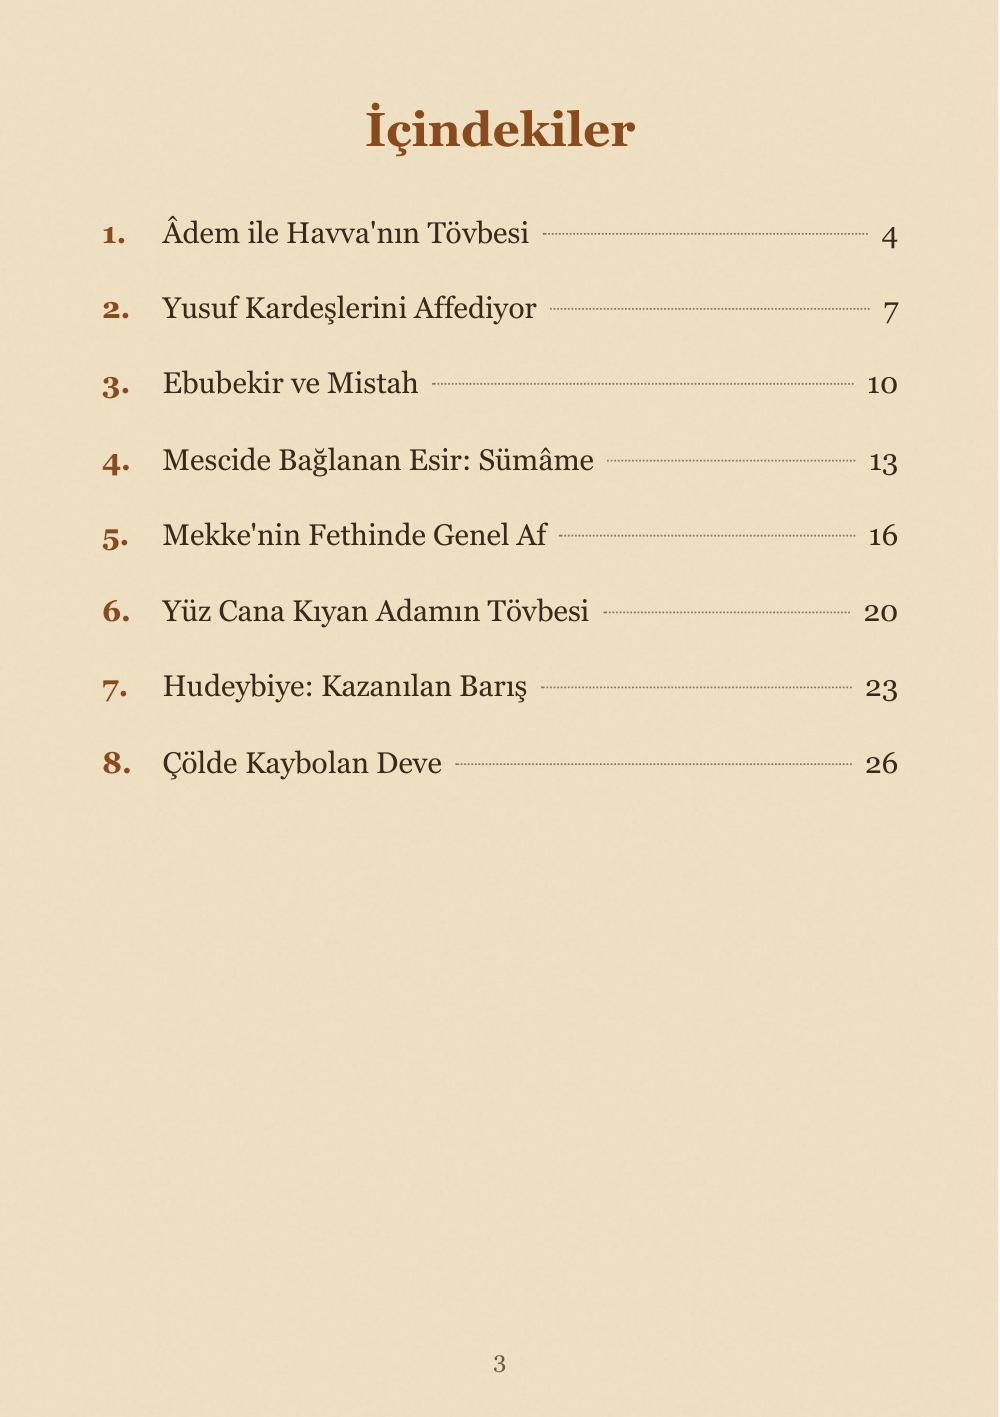 İçindekiler
1. Âdem ile Havva'nın Tövbesi 4
2. Yusuf Kardeşlerini Affediyor 7
3. Ebubekir ve Mistah 10
4. Mescide Bağlanan Esir: Sümâme 13
5. Mekke'nin Fethinde Genel Af 16
6. Yüz Cana Kıyan Adamın Tövbesi 20
7. Hudeybiye: Kazanılan Barış 23
8. Çölde Kaybolan Deve 26
3